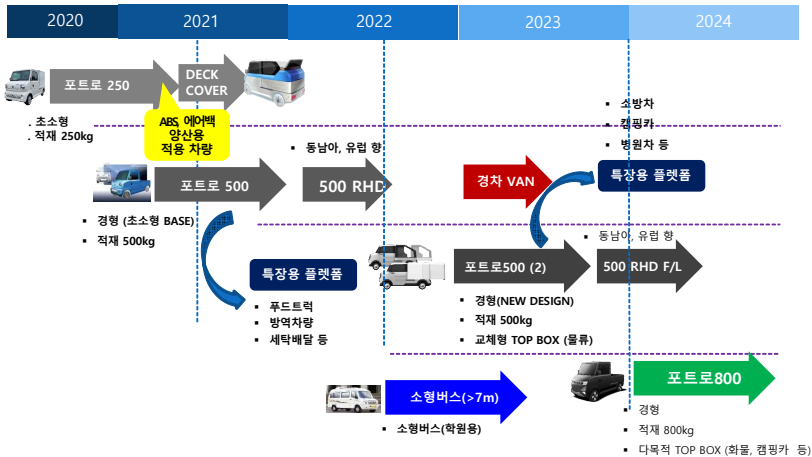 2020
2021
2022
2023
2024
포트로 250
DECK
COVER
. 초소형
. 적재 250kg
ABS, 에어백
양산용
적용 차량
▪ 소방차
▪ 캠핑카
▪ 병원차 등
특장용 플렛폼
▪ 동남아, 유럽 향
포트로 500
500 RHD
경차 VAN
▪ 경형 (초소형 BASE)
▪ 적재 500kg
특장용 플렛폼
▪ 푸드트럭
▪ 방역차량
▪ 세탁배달 등
▪ 동남아, 유럽 향
포트로500 (2)
500 RHD F/L
▪ 경형(NEW DESIGN)
▪ 적재 500kg
▪ 교체형 TOP BOX (물류)
소형버스(>7m)
▪ 소형버스(학원용)
포트로800
▪ 경형
▪ 적재 800kg
▪ 다목적 TOP BOX (화물, 캠핑카 등)